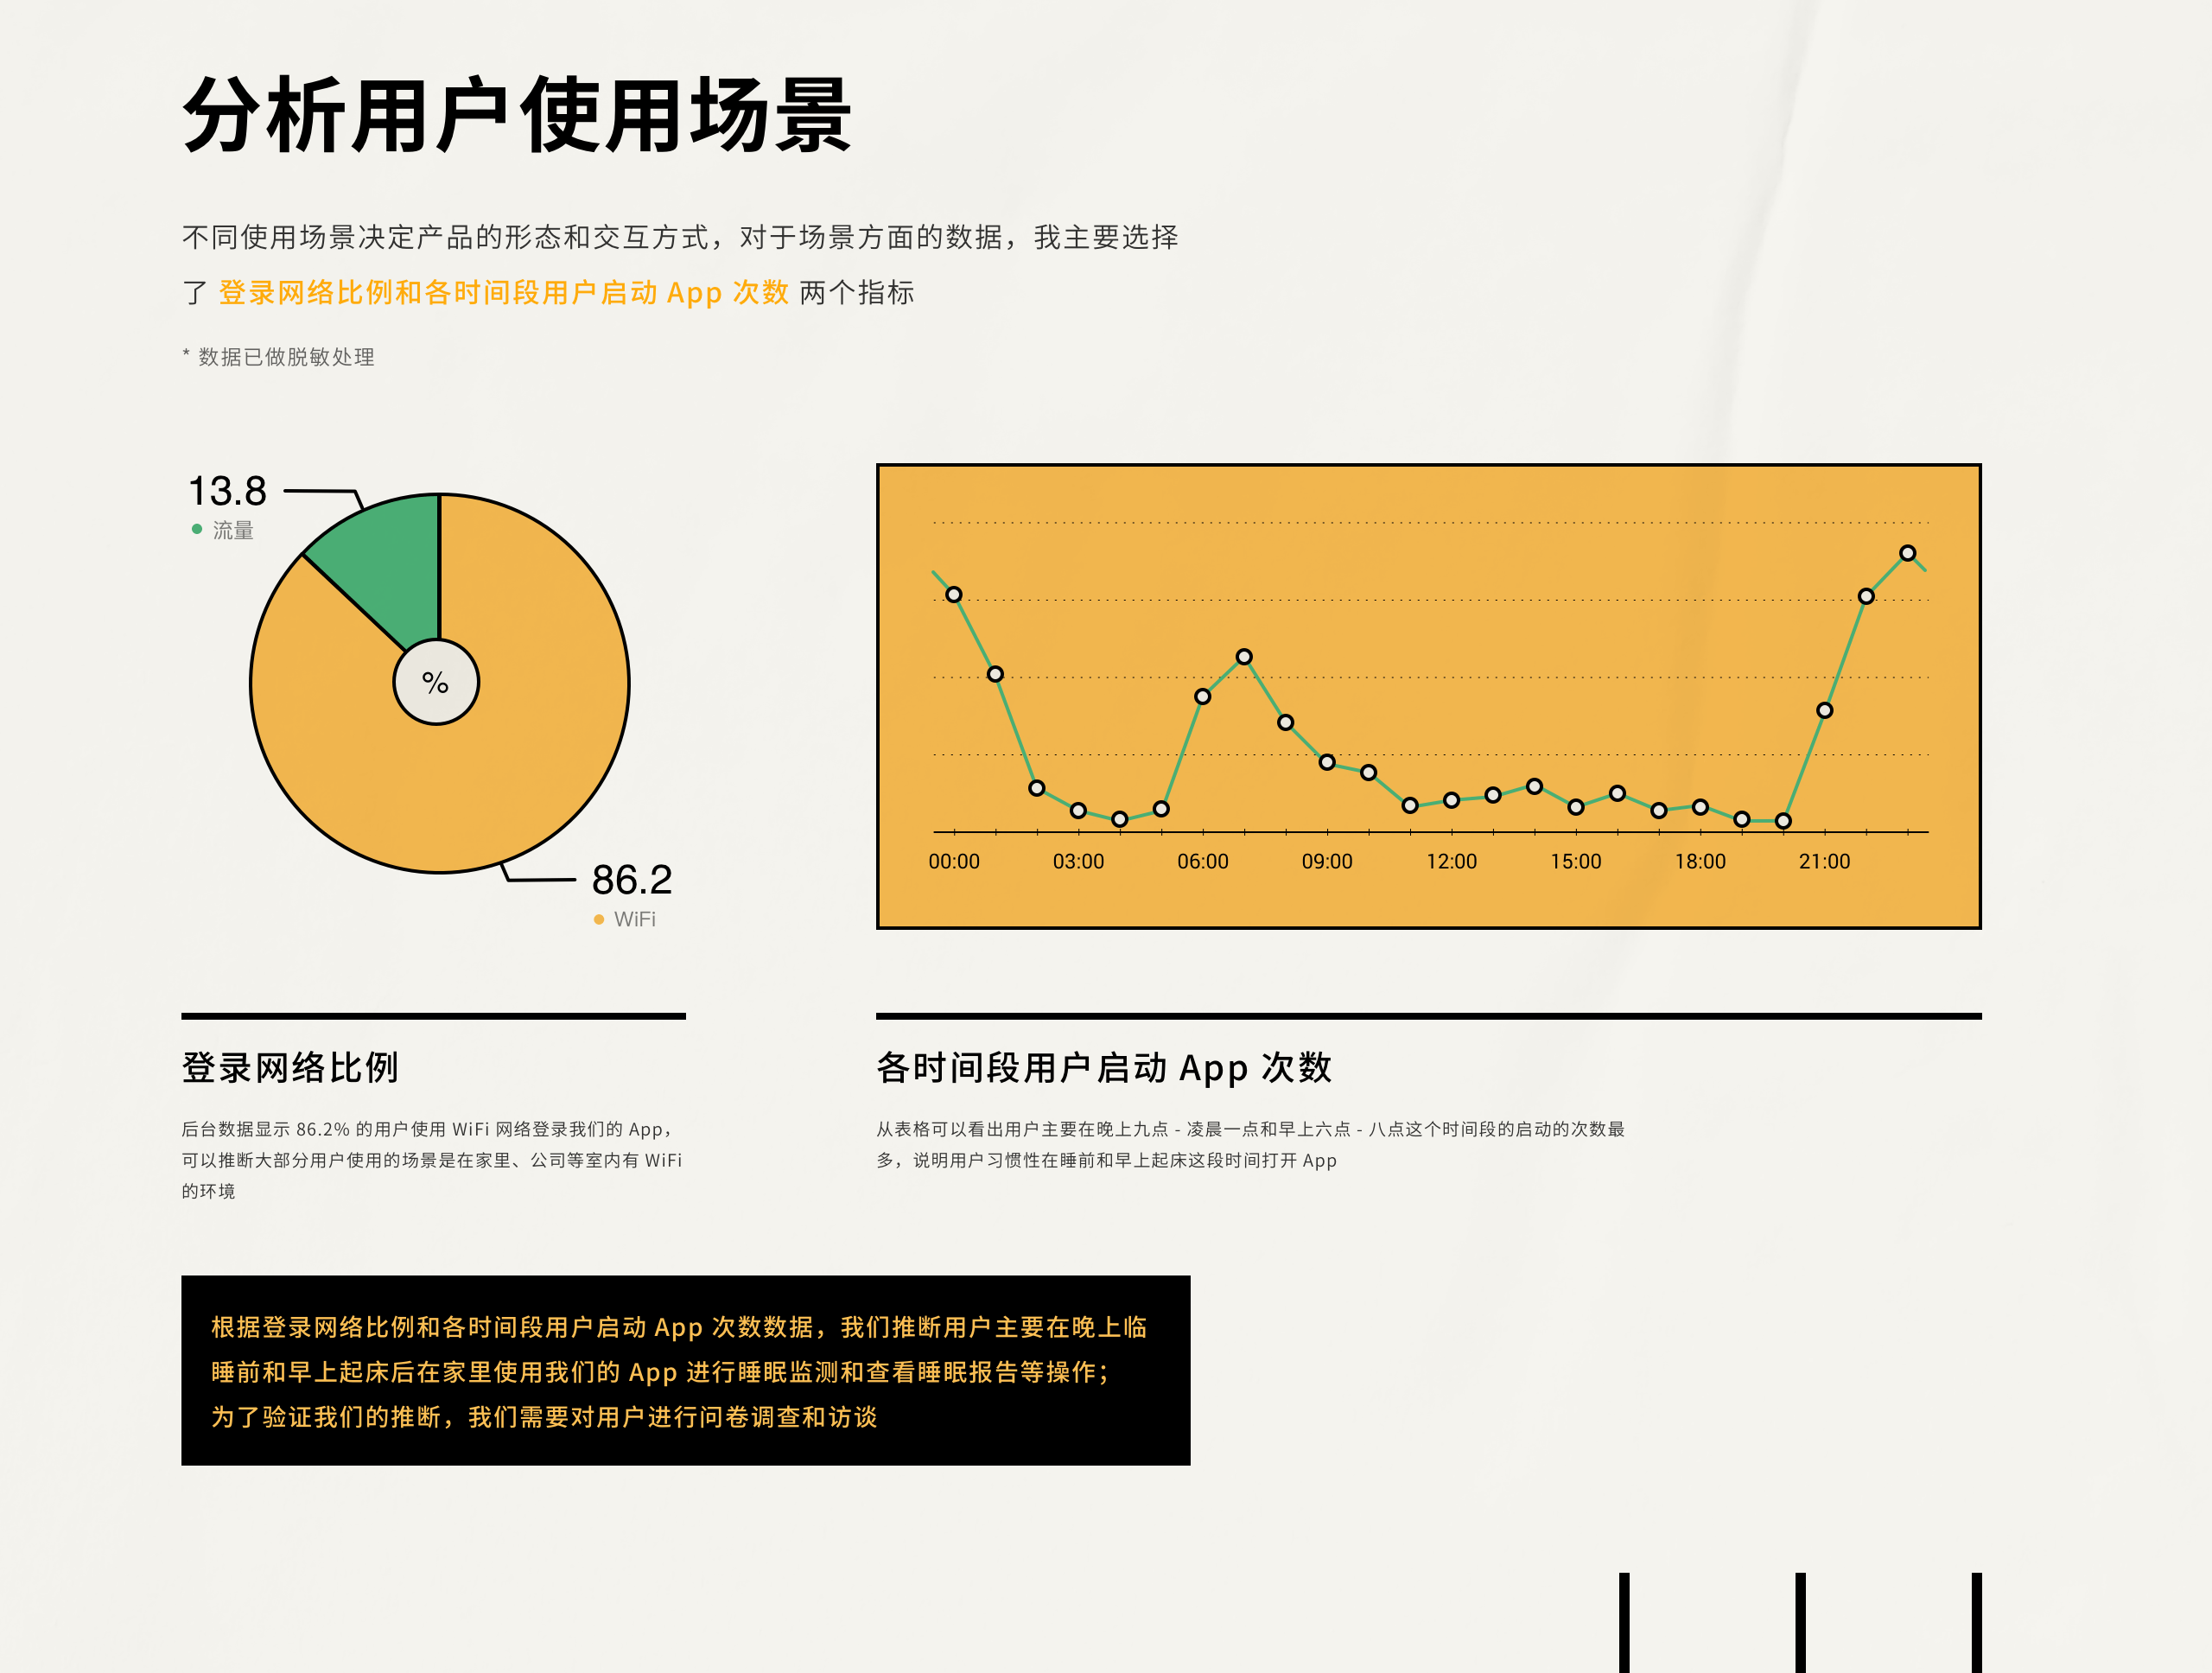 分析用户使用场景
不同使用场景决定产品的形态和交互方式，对于场景方面的数据，我主要选择
了 登录网络比例和各时间段用户启动 App 次数 两个指标
* 数据已做脱敏处理
13.8
流量
%
86.2
WiFi
00:00 03:00 06:00 09:00 12:00 15:00 18:00 21:00
登录网络比例
后台数据显示 86.2% 的用户使用 WiFi 网络登录我们的 App，
可以推断大部分用户使用的场景是在家里、公司等室内有 WiFi
的环境
各时间段用户启动 App 次数
从表格可以看出用户主要在晚上九点 - 凌晨一点和早上六点 - 八点这个时间段的启动的次数最
多，说明用户习惯性在睡前和早上起床这段时间打开 App
根据登录网络比例和各时间段用户启动 App 次数数据，我们推断用户主要在晚上临
睡前和早上起床后在家里使用我们的 App 进行睡眠监测和查看睡眠报告等操作；
为了验证我们的推断，我们需要对用户进行问卷调查和访谈